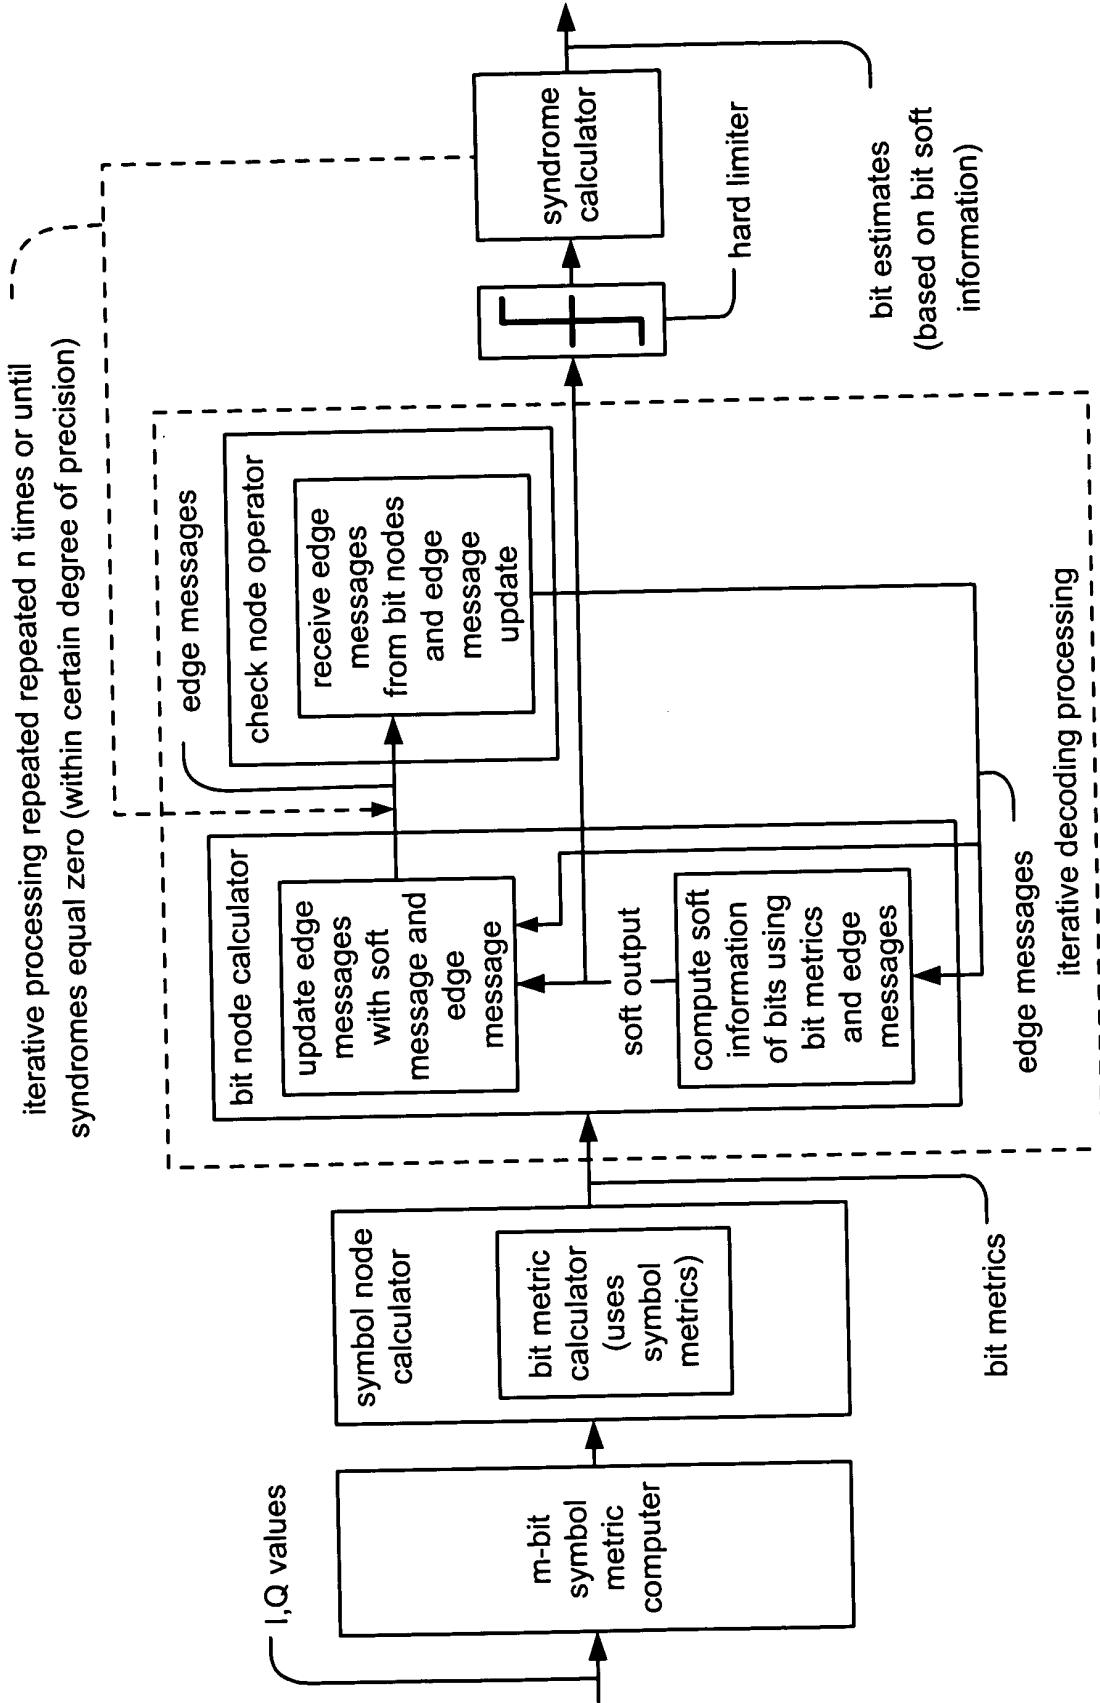 iterative processing repeated repeated n times or until
syndromes equal zero (within certain degree of precision)
I,Q values
m-bit
symbol
metric
computer
symbol node
calculator
bit metric
calculator
(uses
symbol
metrics)
bit metrics
bit node calculator
update edge
messages
with soft
message and
edge
message
soft output
compute soft
information
of bits using
bit metrics
and edge
messages
edge messages
edge messages
check node operator
receive edge
messages
from bit nodes
and edge
message
update
iterative decoding processing
hard limiter
syndrome
calculator
bit estimates
(based on bit soft
information)